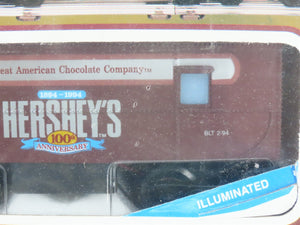 eat American Chocolate Company™
1894 - 1994
HERSHEY'S
100th
ANNIVERSARY
BLT 2-94
ILLUMINATED